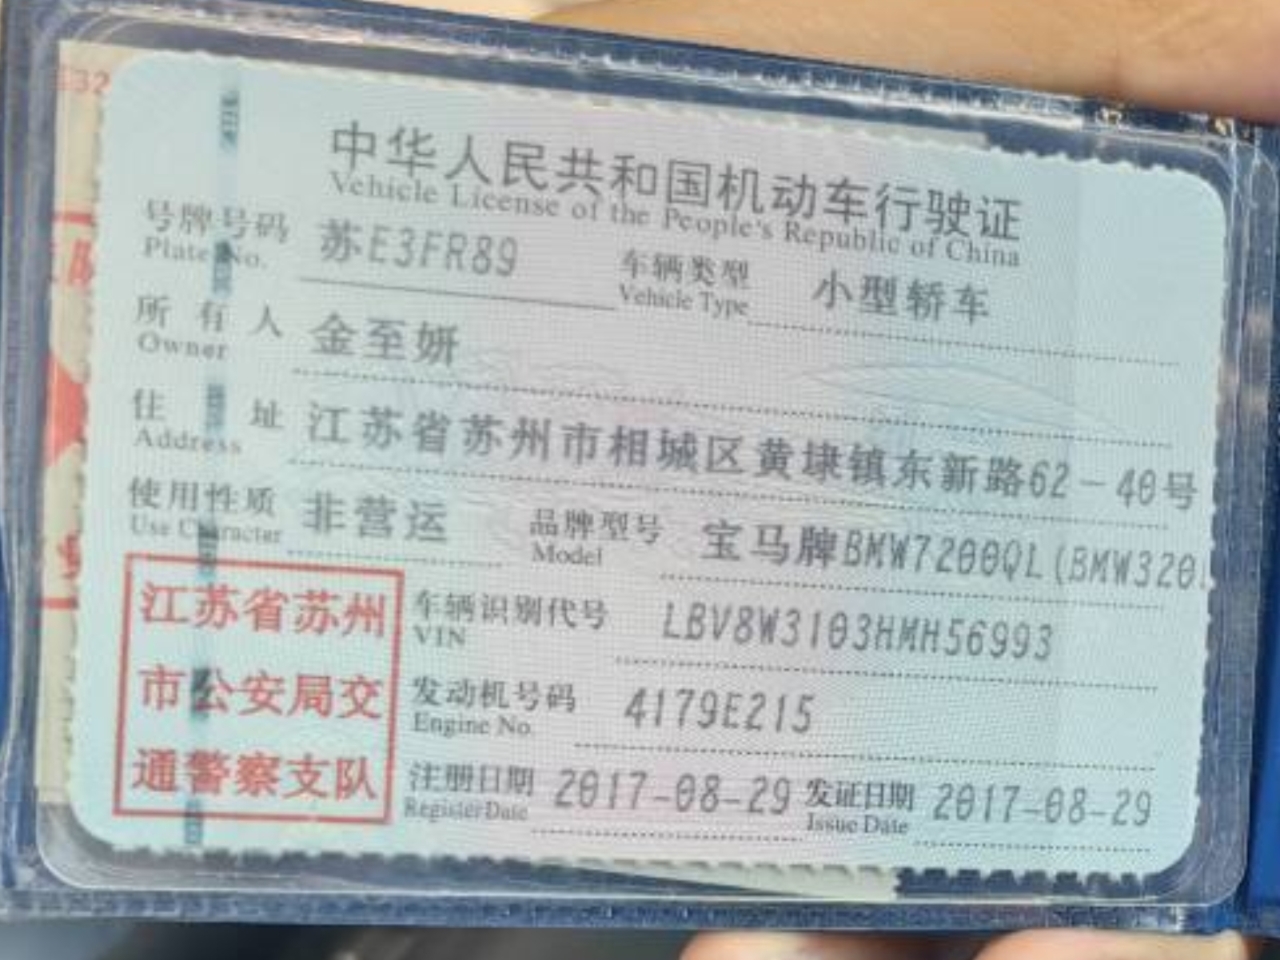 中华人民共和国机动车行驶证
Vehicle License of the People's Republic of China
号牌号码 苏E3FR89 车辆类型 小型轿车
Plate No. Vehicle Type
所有人 金至妍
Owner
住址 江苏省苏州市相城区黄埭镇东新路62-40号
Address
使用性质 非营运 品牌型号 宝马牌BMW7200QL(BMW320
Use Character Model
江苏省苏州
市公安局交
通警察支队
车辆识别代号 LBV8W3103HMH56993
VIN
发动机号码 4179E215
Engine No.
注册日期 2017-08-29 发证日期 2017-08-29
Register Date Issue Date